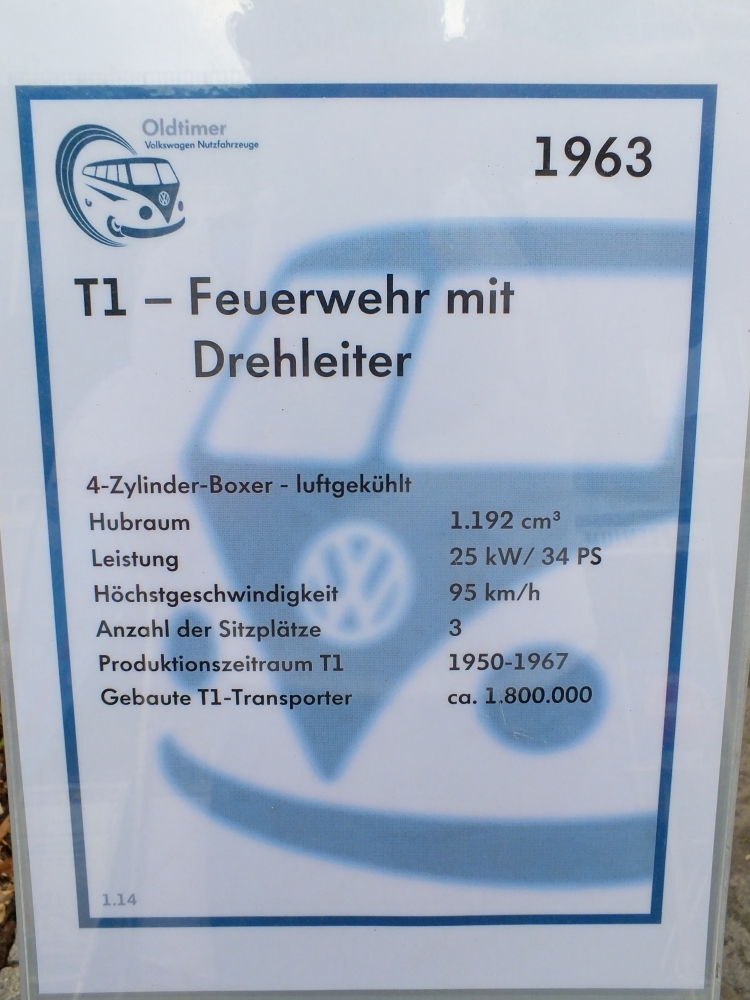 Oldtimer
Volkswagen Nutzfahrzeuge
1963
T1 – Feuerwehr mit
Drehleiter
4-Zylinder-Boxer - luftgekühlt
Hubraum 1.192 cm³
Leistung 25 kW/ 34 PS
Höchstgeschwindigkeit 95 km/h
Anzahl der Sitzplätze 3
Produktionszeitraum T1 1950-1967
Gebaute T1-Transporter ca. 1.800.000
1.14